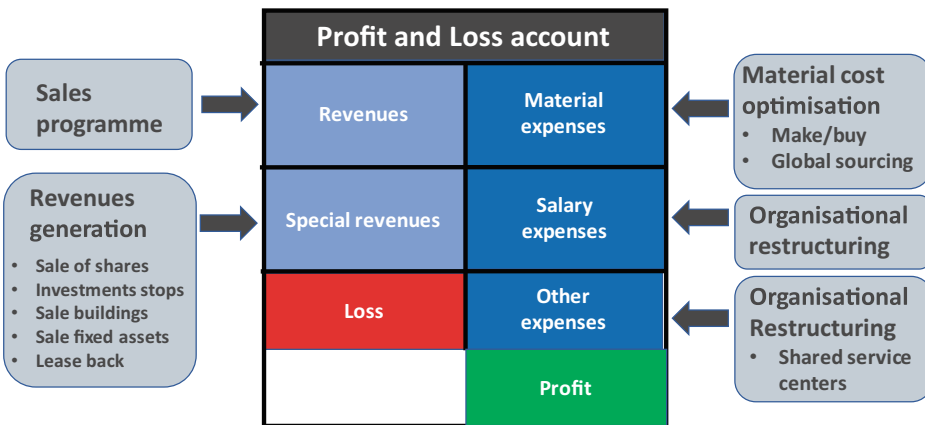 Profit and Loss account
Sales
programme
Revenues
Material
expenses
Material cost
optimisation
• Make/buy
• Global sourcing
Revenues
generation
• Sale of shares
• Investments stops
• Sale buildings
• Sale fixed assets
• Lease back
Special revenues
Salary
expenses
Organisational
restructuring
Loss
Other
expenses
Organisational
Restructuring
• Shared service
centers
Profit